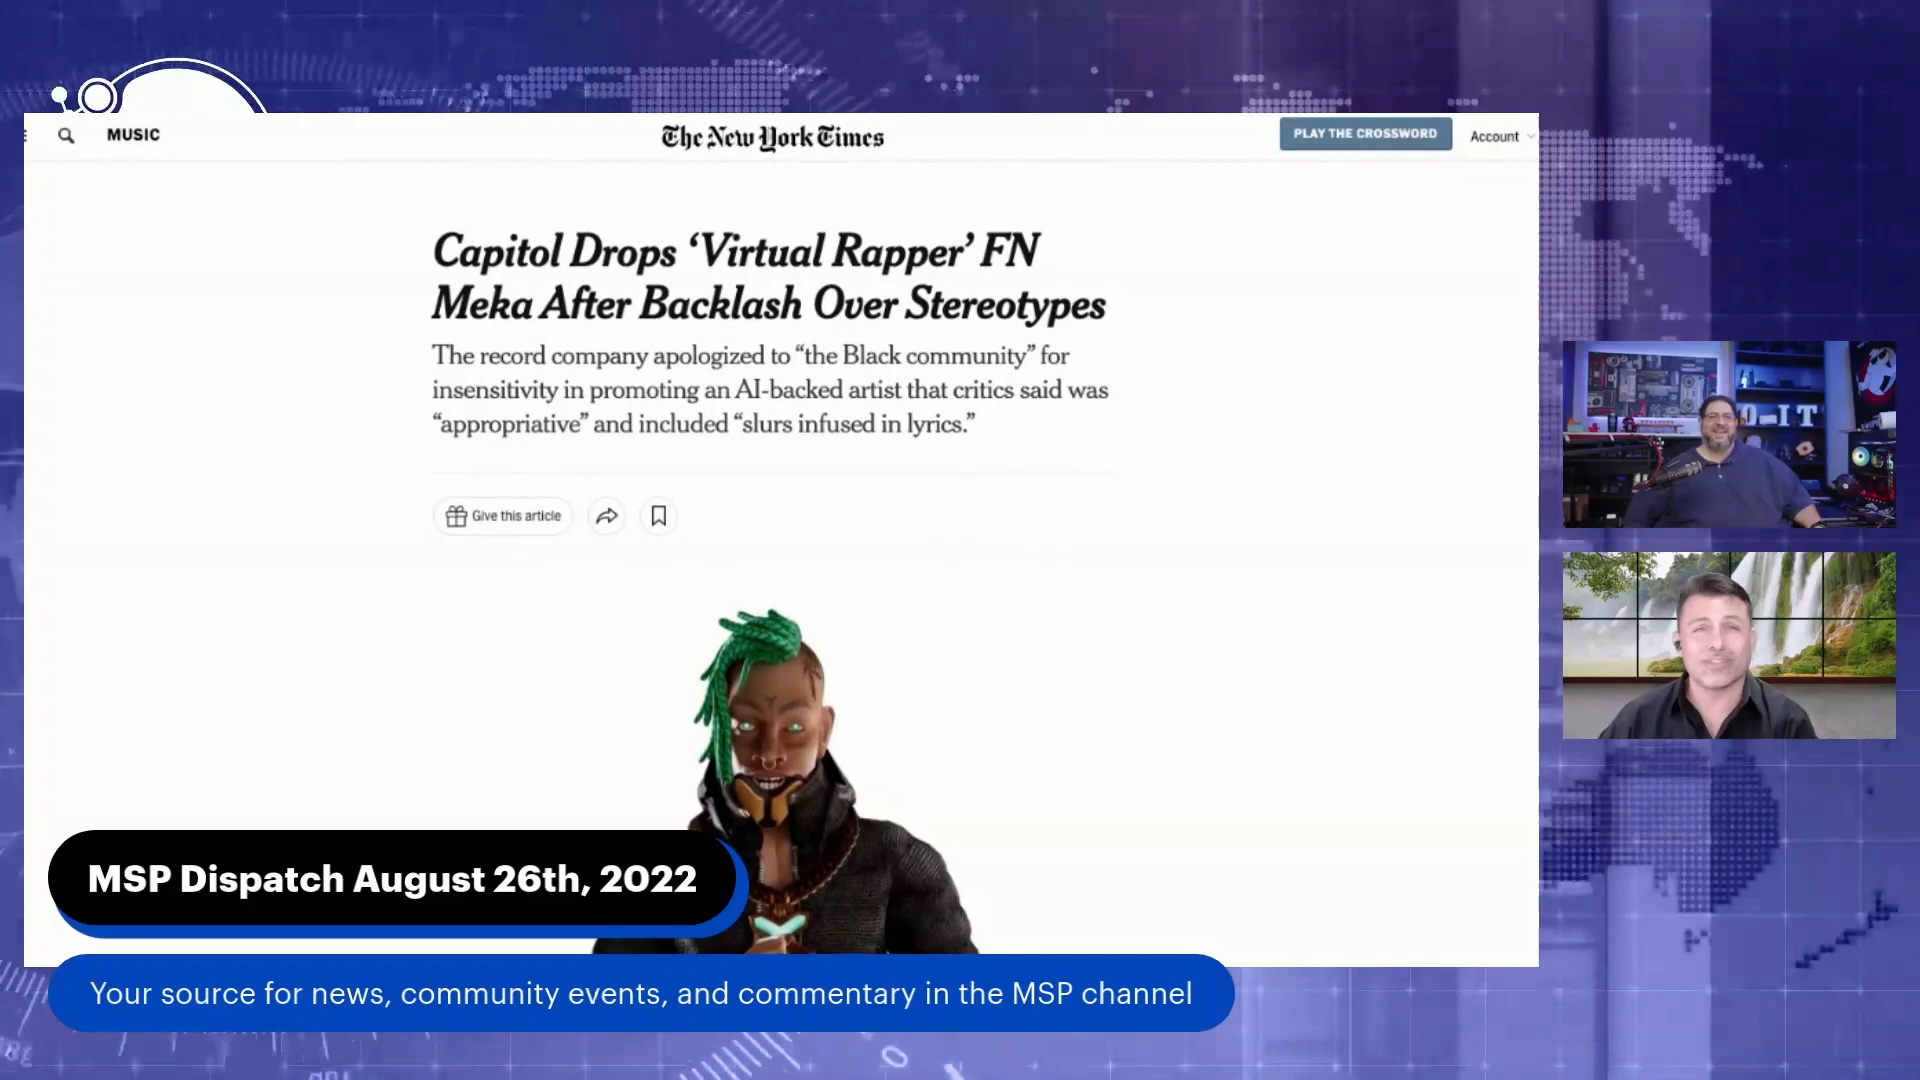 MUSIC
The New York Times
PLAY THE CROSSWORD
Account
Capitol Drops ‘Virtual Rapper’ FN
Meka After Backlash Over Stereotypes
The record company apologized to “the Black community” for
insensitivity in promoting an AI-backed artist that critics said was
“appropriative” and included “slurs infused in lyrics.”
Give this article
O-IT
MSP Dispatch August 26th, 2022
Your source for news, community events, and commentary in the MSP channel